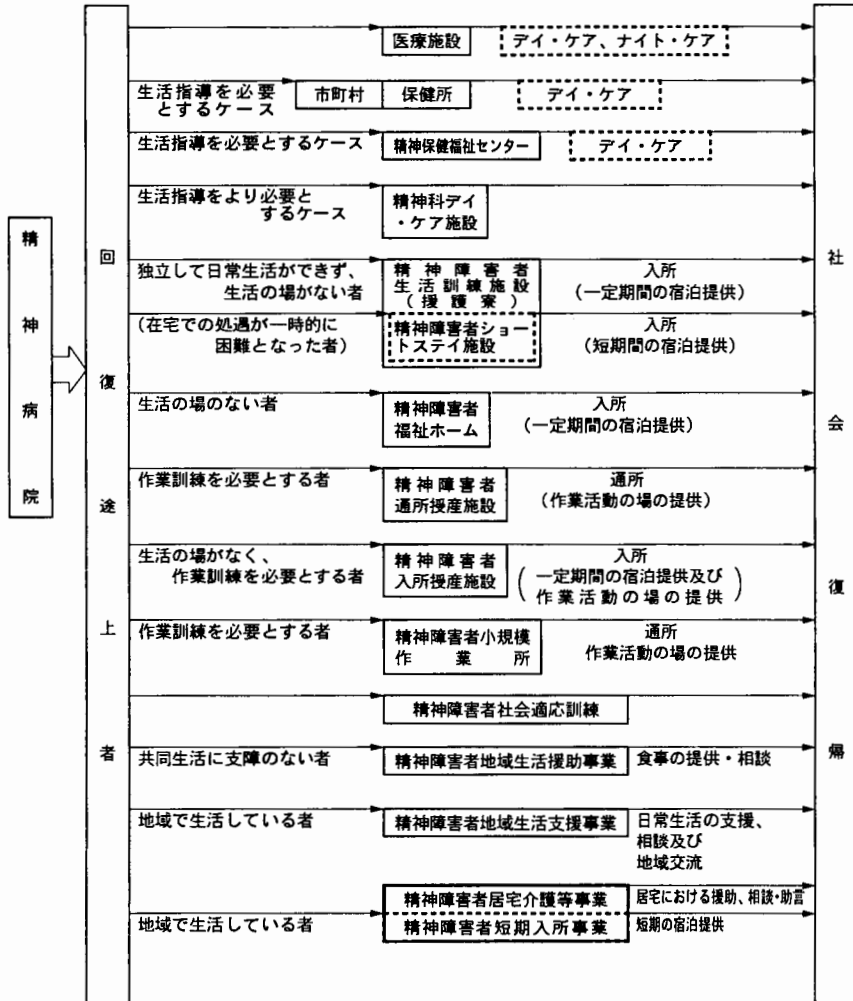 医療施設 デイ・ケア、ナイト・ケア
生活指導を必要
とするケース
市町村 保健所 デイ・ケア
生活指導を必要とするケース 精神保健福祉センター デイ・ケア
生活指導をより必要と
するケース
精神科デイ
・ケア施設
精神病院
回復途上者
社会復帰
独立して日常生活ができず、
生活の場がない者
精神障害者
生活訓練施設
(援護寮)
入所
(一定期間の宿泊提供)
(在宅での処遇が一時的に
困難となった者)
精神障害者ショー
トステイ施設
入所
(短期間の宿泊提供)
生活の場のない者
精神障害者
福祉ホーム
入所
(一定期間の宿泊提供)
作業訓練を必要とする者
精神障害者
通所授産施設
通所
(作業活動の場の提供)
生活の場がなく、
作業訓練を必要とする者
精神障害者
入所授産施設
入所
(一定期間の宿泊提供及び
作業活動の場の提供)
作業訓練を必要とする者
精神障害者小規模
作業所
通所
作業活動の場の提供
精神障害者社会適応訓練
共同生活に支障のない者 精神障害者地域生活援助事業 食事の提供・相談
地域で生活している者 精神障害者地域生活支援事業
日常生活の支援、
相談及び
地域交流
精神障害者居宅介護等事業 居宅における援助、相談・助言
地域で生活している者 精神障害者短期入所事業 短期の宿泊提供